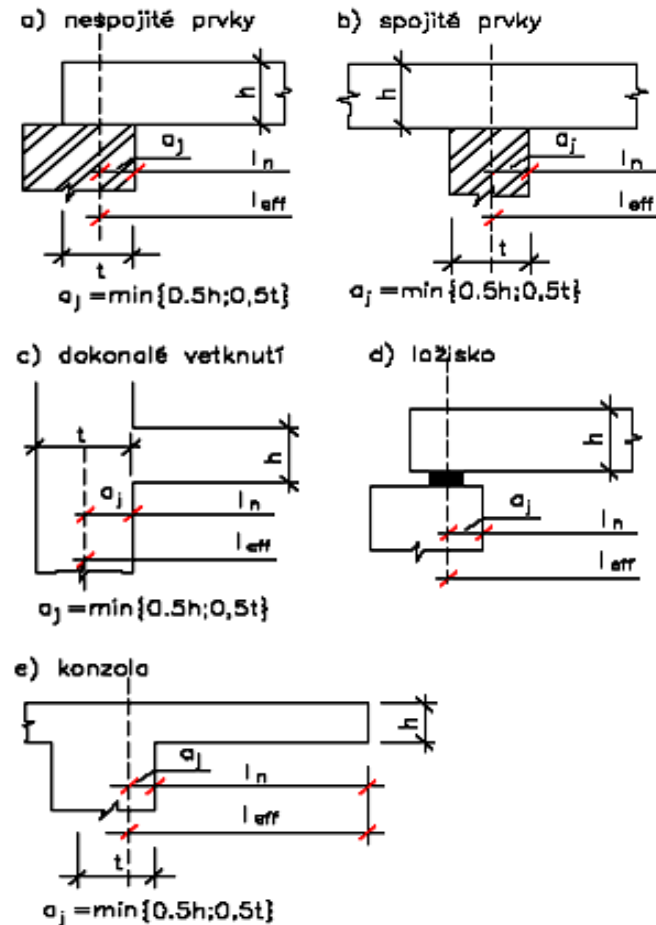 a) nespojité prvky
h
a_j
l_n
l_eff
t
a_j=min{0.5h;0,5t}
b) spojité prvky
h
a_j
l_n
l_eff
t
a_j=min{0.5h;0,5t}
c) dokonalé vetknutí
t
h
a_j
l_n
l_eff
a_j=min{0.5h;0,5t}
d) ložisko
h
a_j
l_n
l_eff
e) konzola
h
a_j
l_n
l_eff
t
a_j=min{0.5h;0,5t}